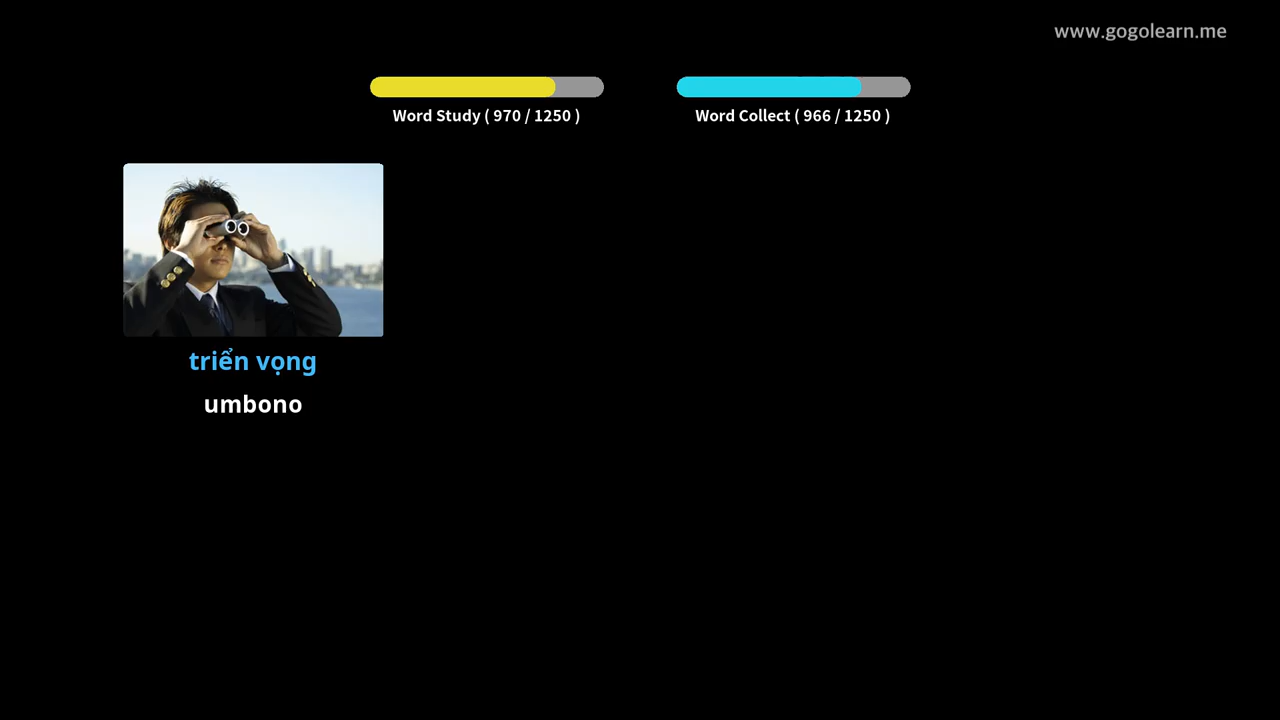 www.gogolearn.me
Word Study ( 970 / 1250 )
Word Collect ( 966 / 1250 )
triển vọng
umbono